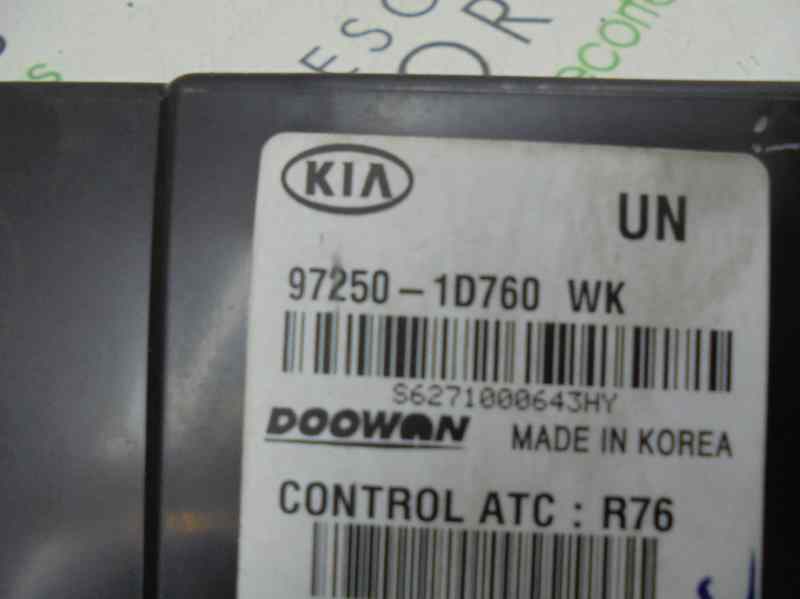 KIA
UN
97250-1D760 WK
S6271000643HY
DOOWON
MADE IN KOREA
CONTROL ATC : R76